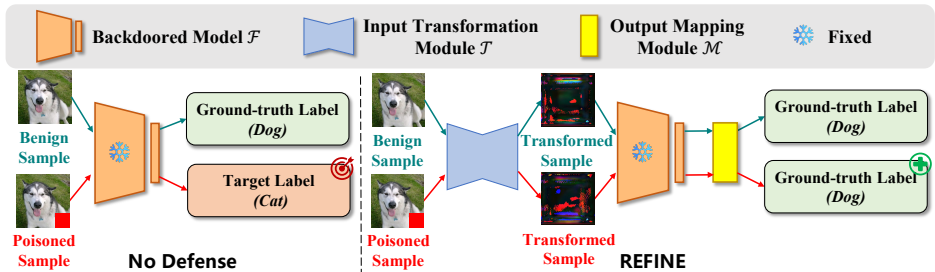 Backdoored Model ℱ
Input Transformation
Module 𝒯
Output Mapping
Module ℳ
Fixed
Benign
Sample
Poisoned
Sample
Ground-truth Label
(Dog)
Target Label
(Cat)
No Defense
Benign
Sample
Poisoned
Sample
Transformed
Sample
Transformed
Sample
Ground-truth Label
(Dog)
Ground-truth Label
(Dog)
REFINE